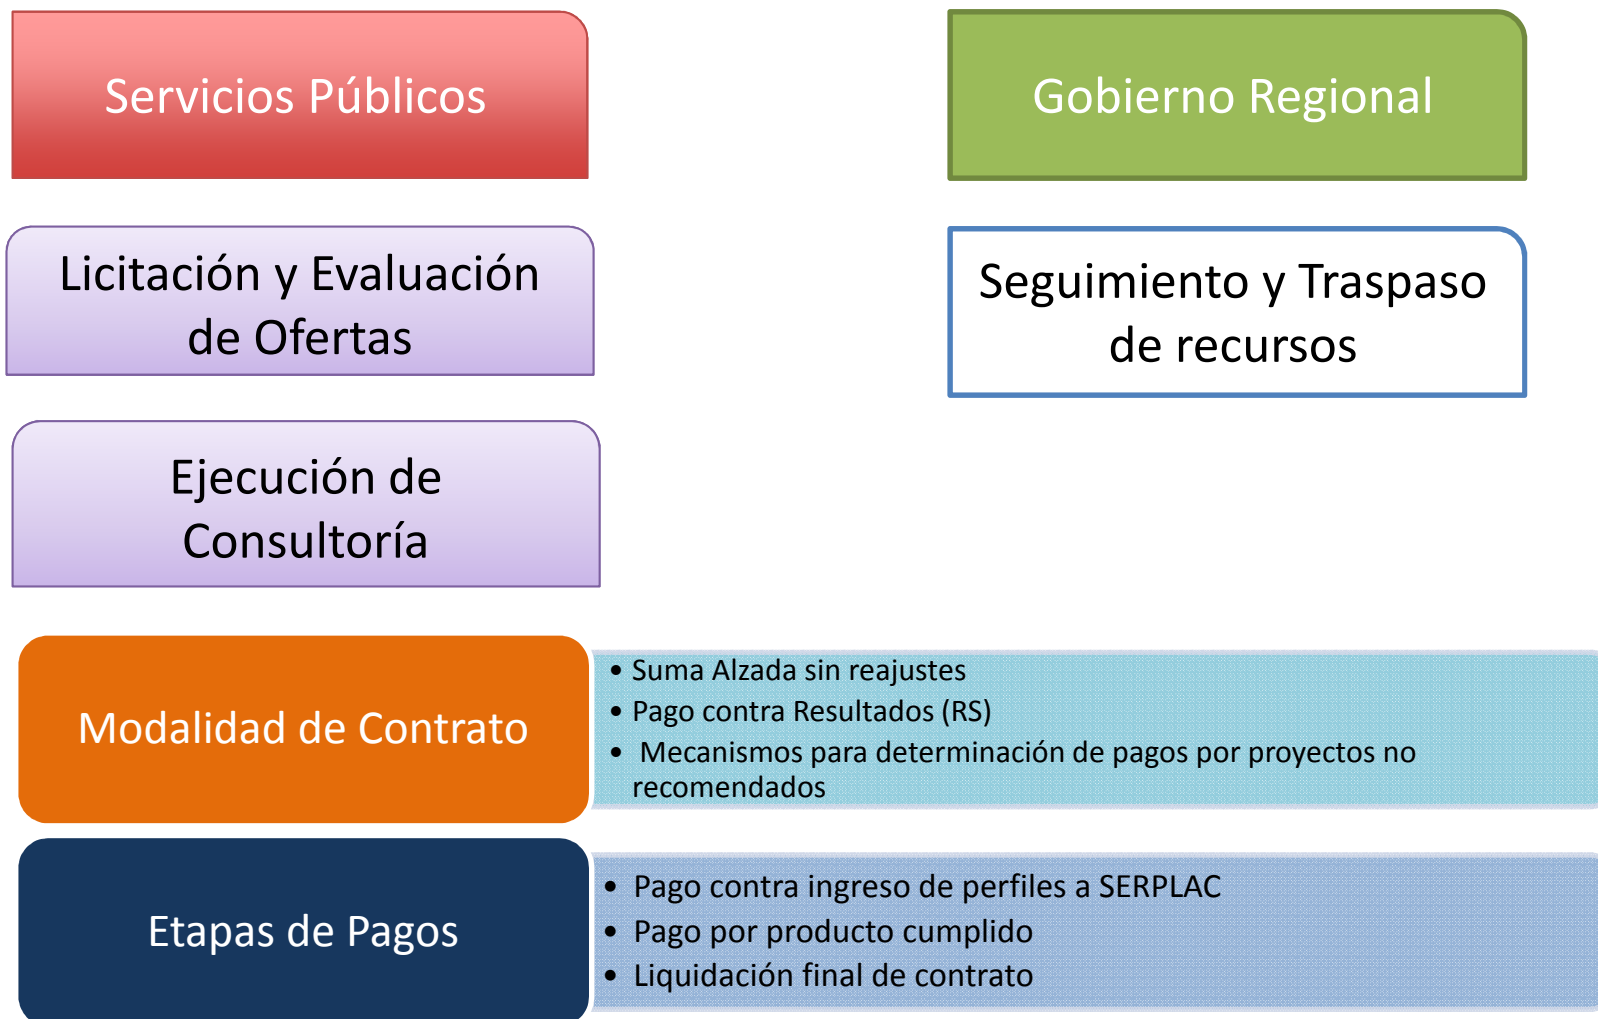 Servicios Públicos
Gobierno Regional
Licitación y Evaluación
de Ofertas
Seguimiento y Traspaso
de recursos
Ejecución de
Consultoría
Modalidad de Contrato
• Suma Alzada sin reajustes
• Pago contra Resultados (RS)
• Mecanismos para determinación de pagos por proyectos no
recomendados
Etapas de Pagos
• Pago contra ingreso de perfiles a SERPLAC
• Pago por producto cumplido
• Liquidación final de contrato